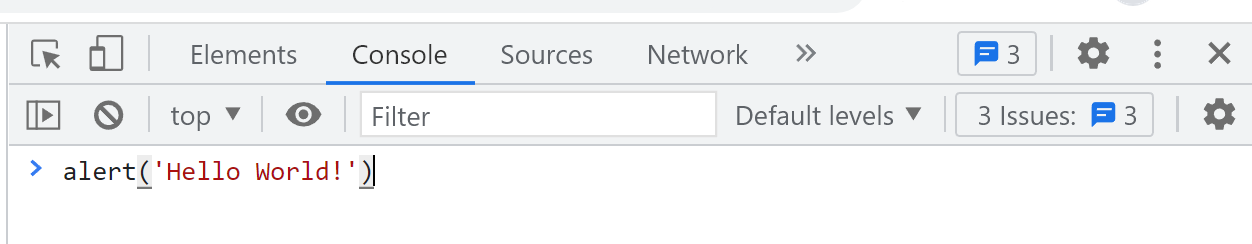 Elements Console Sources Network 3
top Filter Default levels 3 Issues: 3
alert('Hello World!')